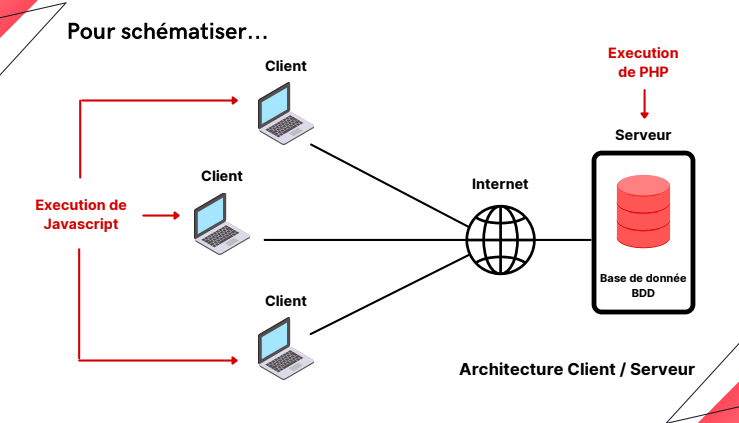 Pour schématiser...
Client
Execution
de PHP
Serveur
Client
Internet
Execution de
Javascript
Base de donnée
BDD
Client
Architecture Client / Serveur